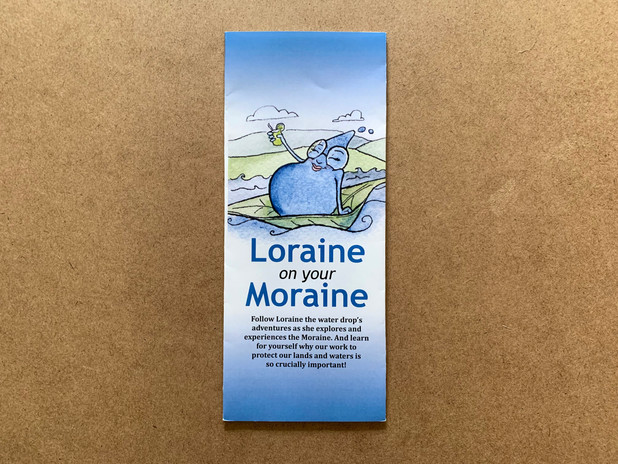 Loraine
on your
Moraine
Follow Loraine the water drop's
adventures as she explores and
experiences the Moraine. And learn
for yourself why our work to
protect our lands and waters is
so crucially important!